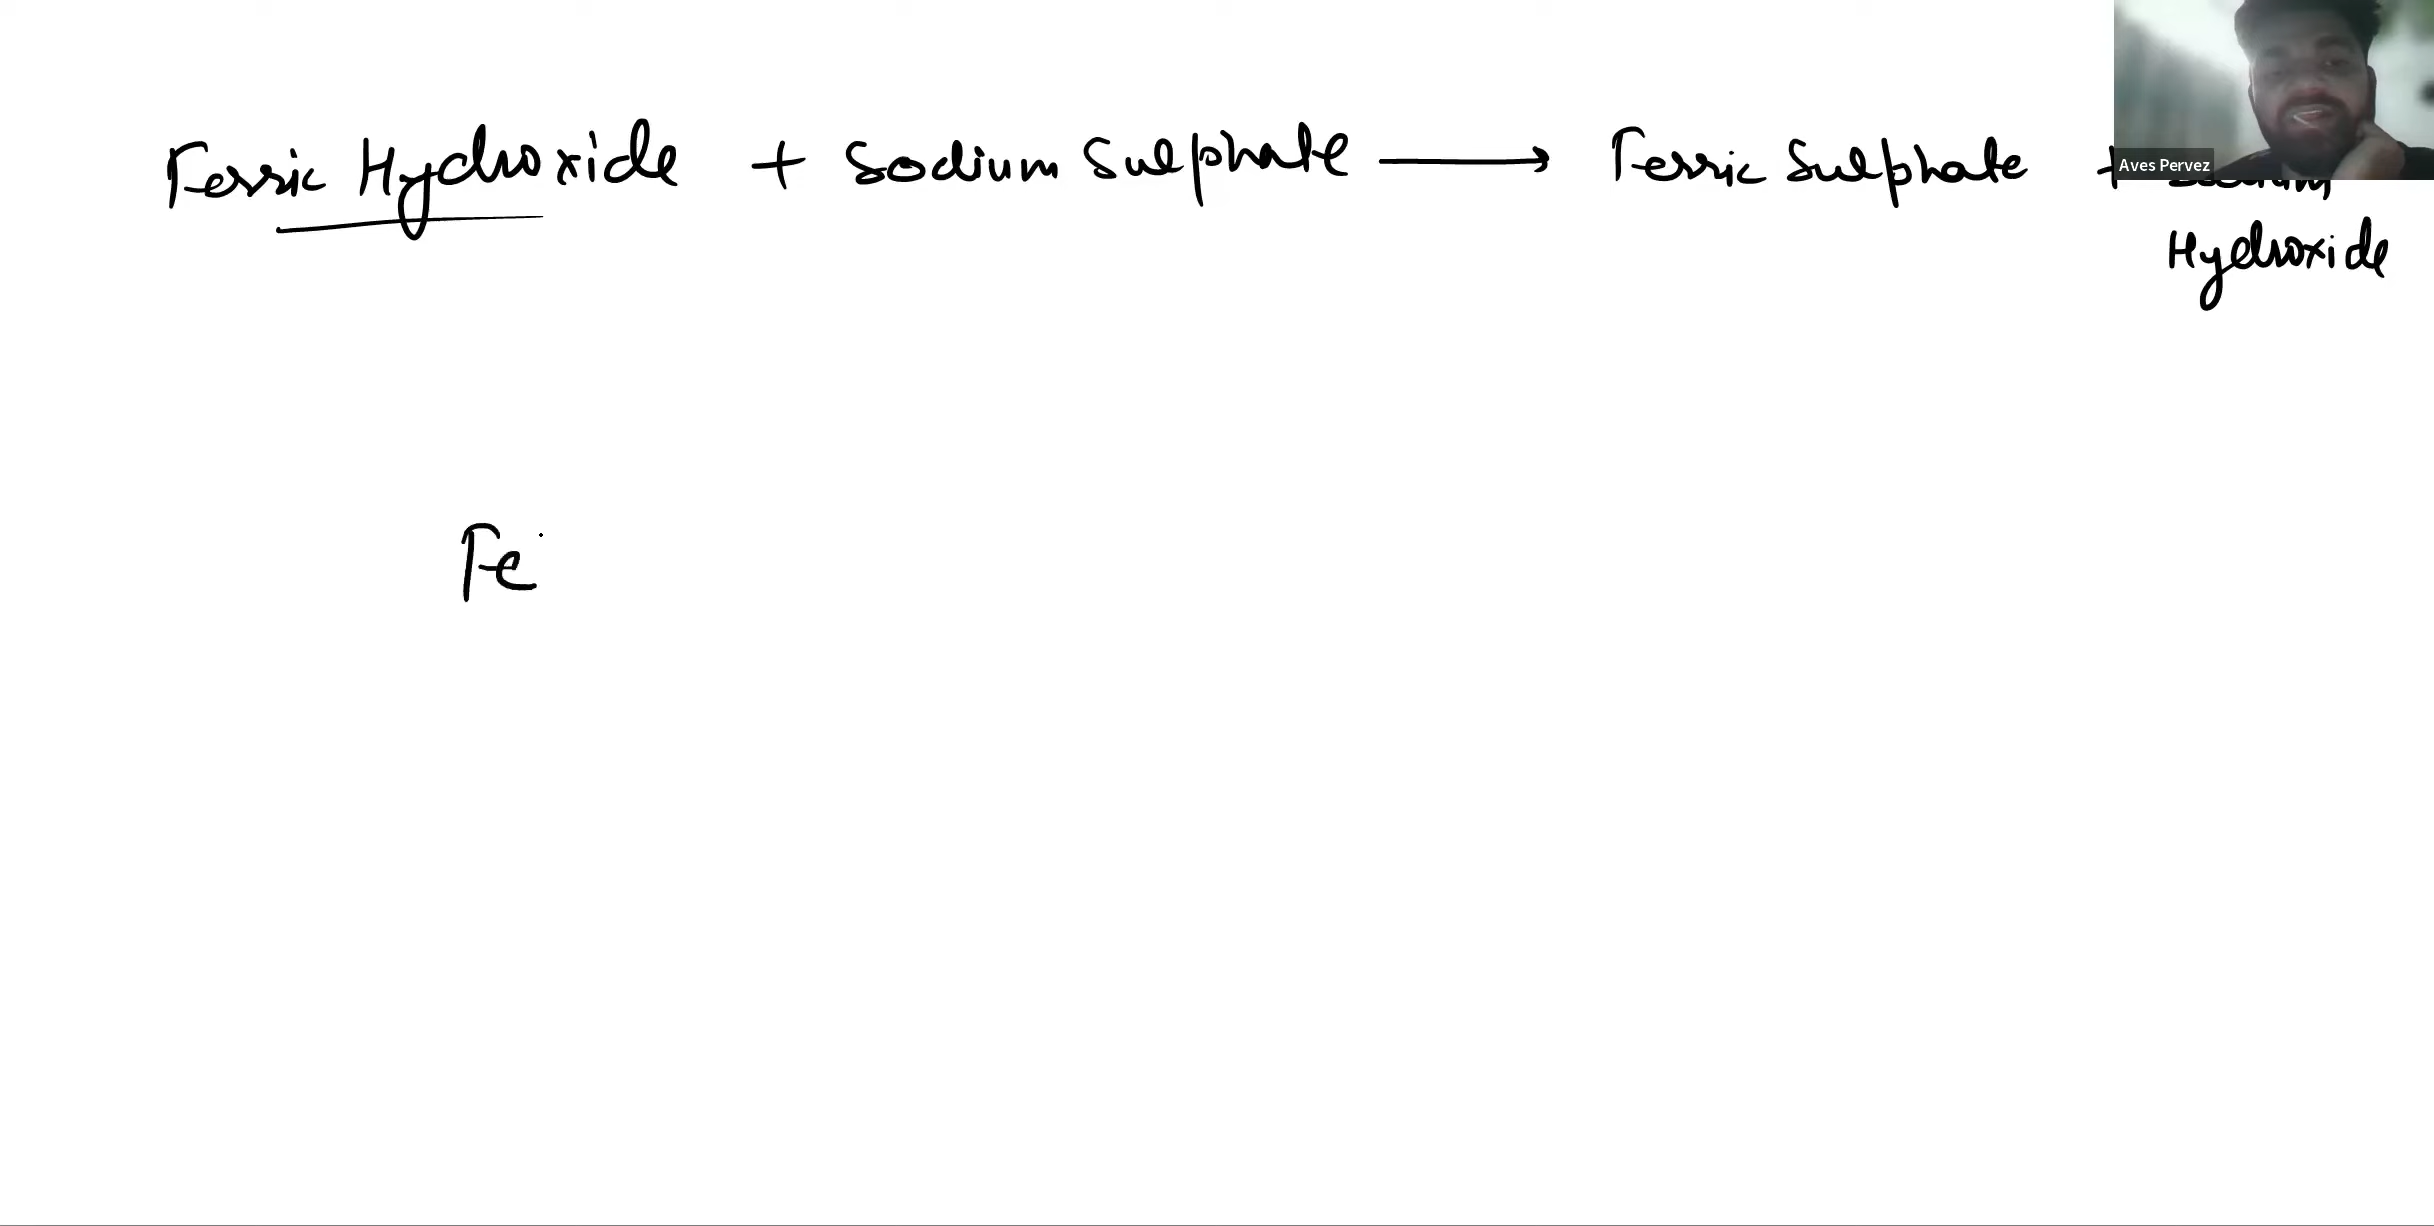 Ferric Hydroxide + Sodium Sulphate → Ferric Sulphate +
Hydroxide
Aves Pervez
Fe